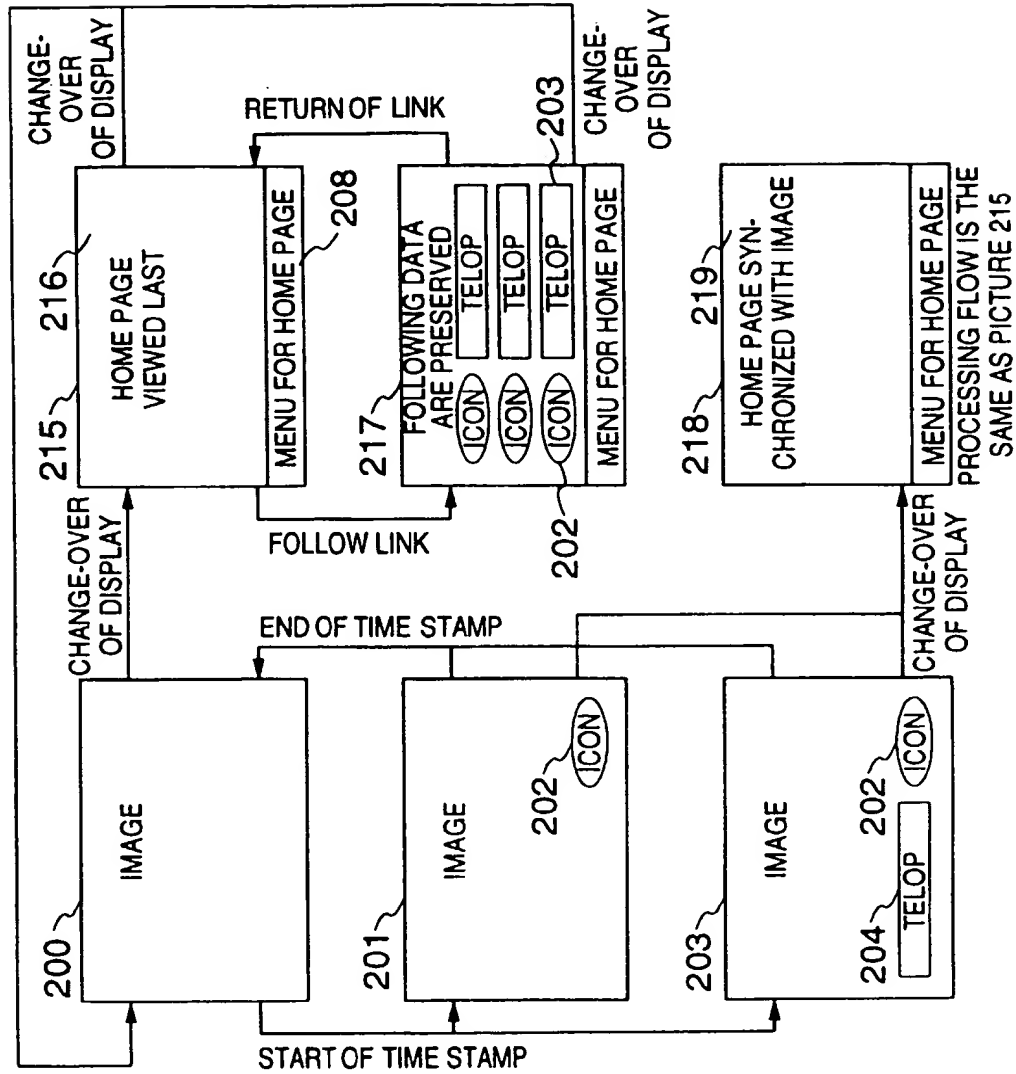 CHANGE-
OVER
OF DISPLAY
215
216
HOME PAGE
VIEWED LAST
MENU FOR HOME PAGE
208
RETURN OF LINK
FOLLOW LINK
CHANGE-OVER
OF DISPLAY
200
IMAGE
217
FOLLOWING DATA
ARE PRESERVED
ICON
TELOP
ICON
TELOP
ICON
TELOP
203
202
MENU FOR HOME PAGE
CHANGE-
OVER
OF DISPLAY
END OF TIME STAMP
201
IMAGE
202
ICON
218
219
HOME PAGE SYN-
CHRONIZED WITH IMAGE
MENU FOR HOME PAGE
PROCESSING FLOW IS THE
SAME AS PICTURE 215
CHANGE-OVER
OF DISPLAY
203
IMAGE
204
TELOP
202
ICON
START OF TIME STAMP